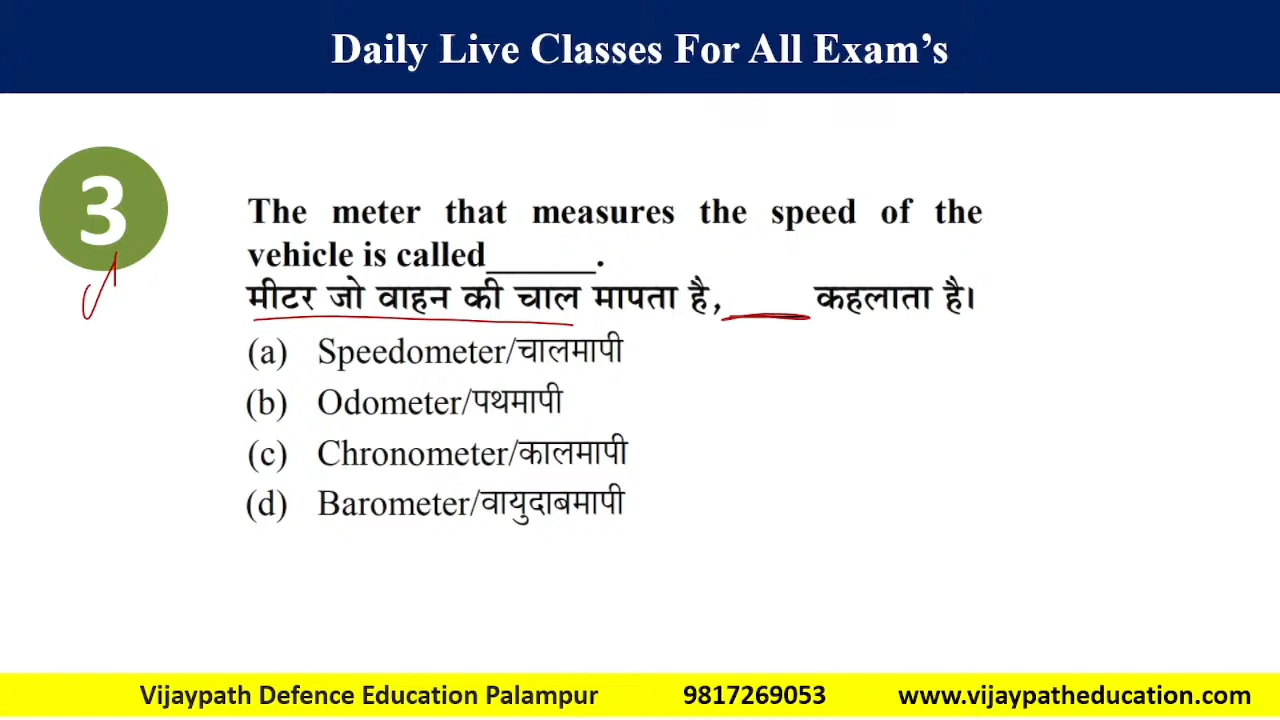 Daily Live Classes For All Exam's
3
The meter that measures the speed of the
vehicle is called______.
मीटर जो वाहन की चाल मापता है, ____ कहलाता है।
(a) Speedometer/चालमापी
(b) Odometer/पथमापी
(c) Chronometer/कालमापी
(d) Barometer/वायुदाबमापी
Vijaypath Defence Education Palampur 9817269053 www.vijaypatheducation.com